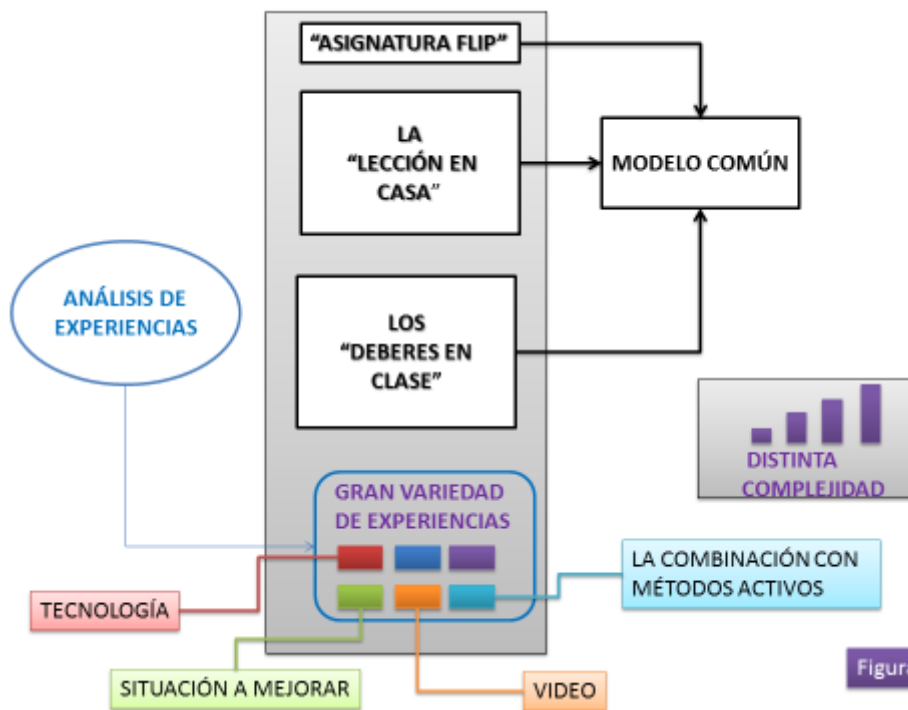 "ASIGNATURA FLIP"
LA
"LECCIÓN EN
CASA"
MODELO COMÚN
ANÁLISIS DE
EXPERIENCIAS
LOS
"DEBERES EN
CLASE"
DISTINTA
COMPLEJIDAD
GRAN VARIEDAD
DE EXPERIENCIAS
LA COMBINACIÓN CON
MÉTODOS ACTIVOS
TECNOLOGÍA
SITUACIÓN A MEJORAR
VIDEO
Figura